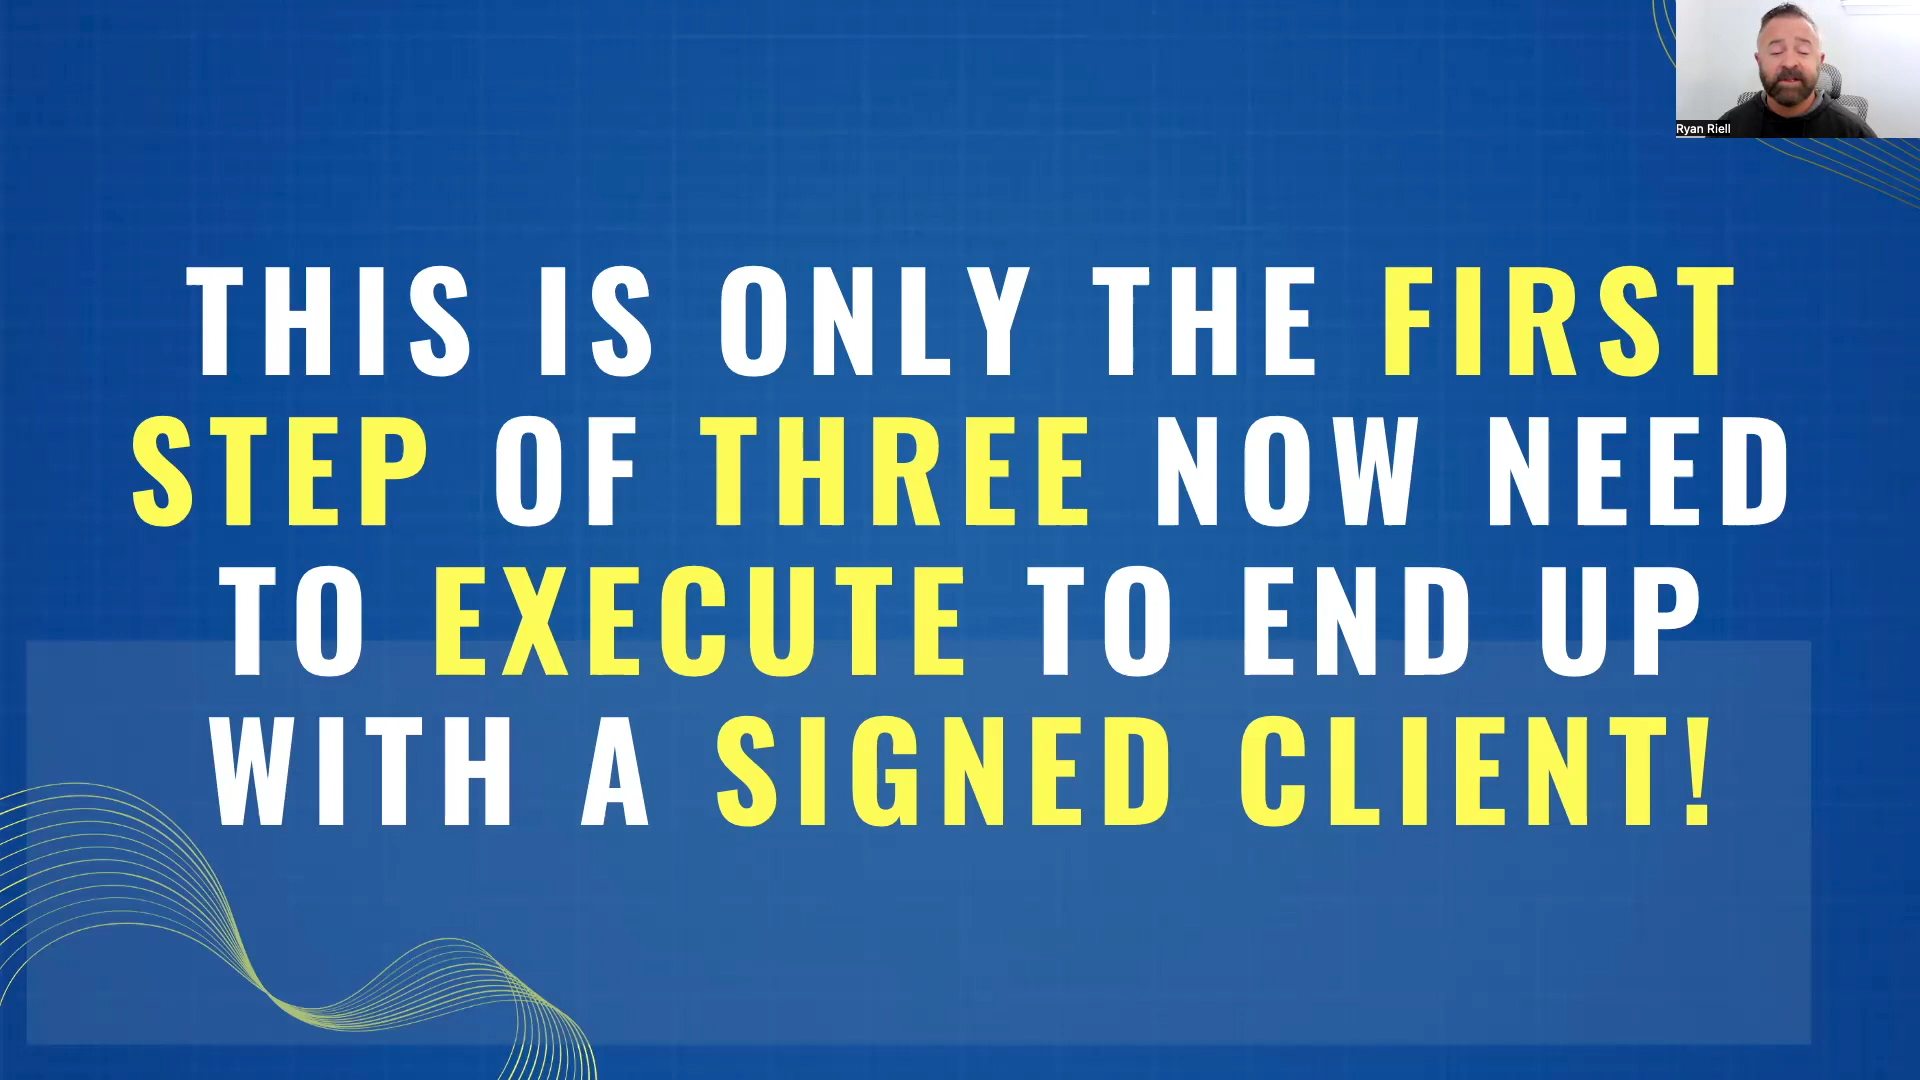 Ryan Riell
THIS IS ONLY THE FIRST
STEP OF THREE NOW NEED
TO EXECUTE TO END UP
WITH A SIGNED CLIENT!